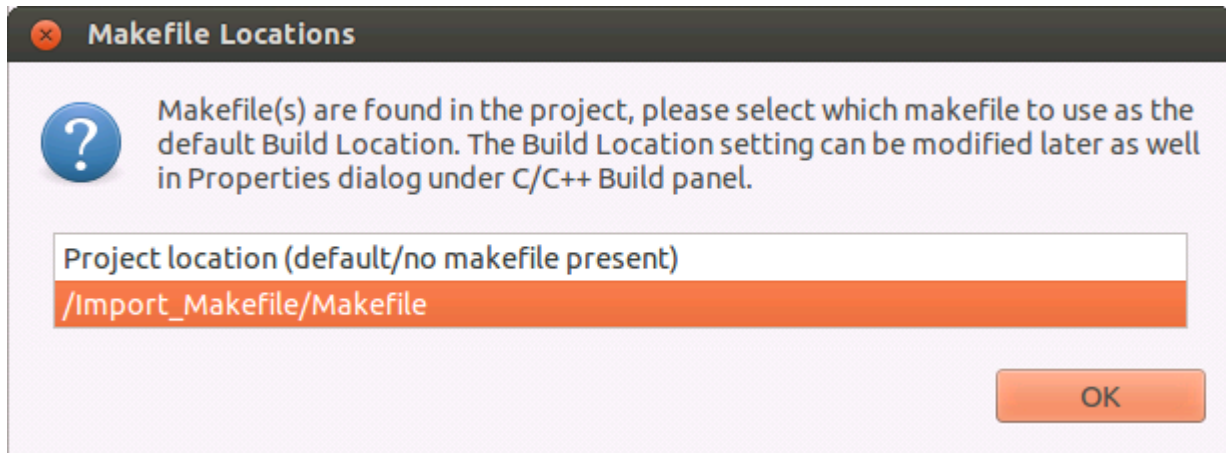 Makefile Locations
Makefile(s) are found in the project, please select which makefile to use as the
default Build Location. The Build Location setting can be modified later as well
in Properties dialog under C/C++ Build panel.
Project location (default/no makefile present)
/Import_Makefile/Makefile
OK